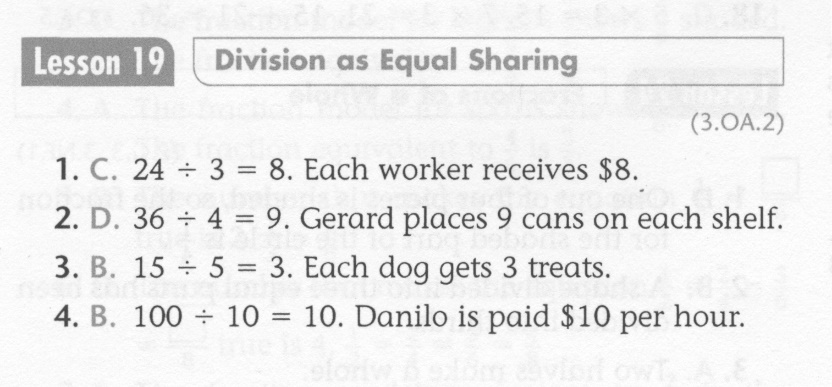 Lesson 19 Division as Equal Sharing
(3.OA.2)
1. C. 24 ÷ 3 = 8. Each worker receives $8.
2. D. 36 ÷ 4 = 9. Gerard places 9 cans on each shelf.
3. B. 15 ÷ 5 = 3. Each dog gets 3 treats.
4. B. 100 ÷ 10 = 10. Danilo is paid $10 per hour.